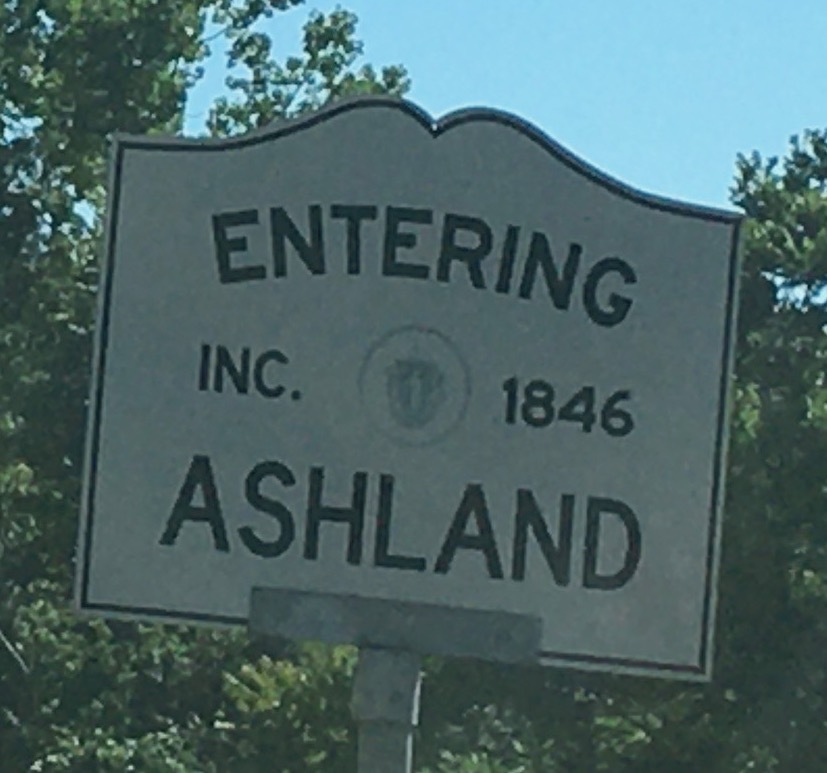 ENTERING
INC. 1846
ASHLAND